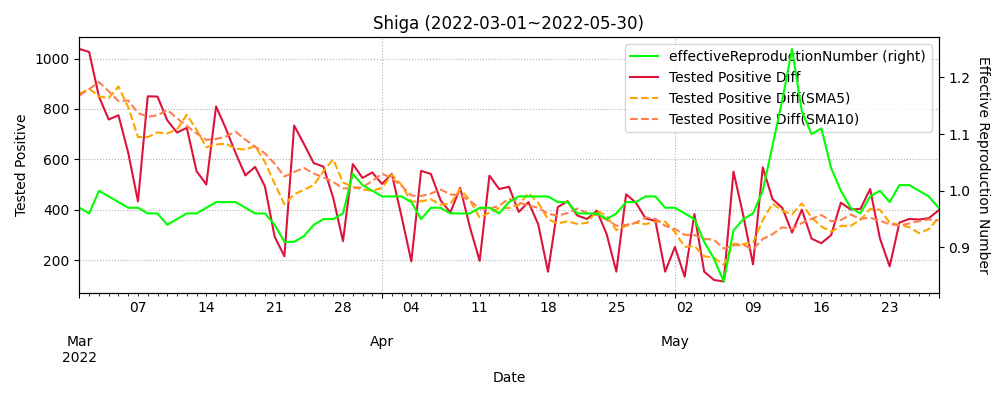 Shiga (2022-03-01~2022-05-30)
effectiveReproductionNumber (right)
Tested Positive Diff
Tested Positive Diff(SMA5)
Tested Positive Diff(SMA10)
Tested Positive
1000
800
600
400
200
Effective Reproduction Number
1.2
1.1
1.0
0.9
07 14 21 28 04 11 18 25 02 09 16 23
Mar Apr May
2022
Date